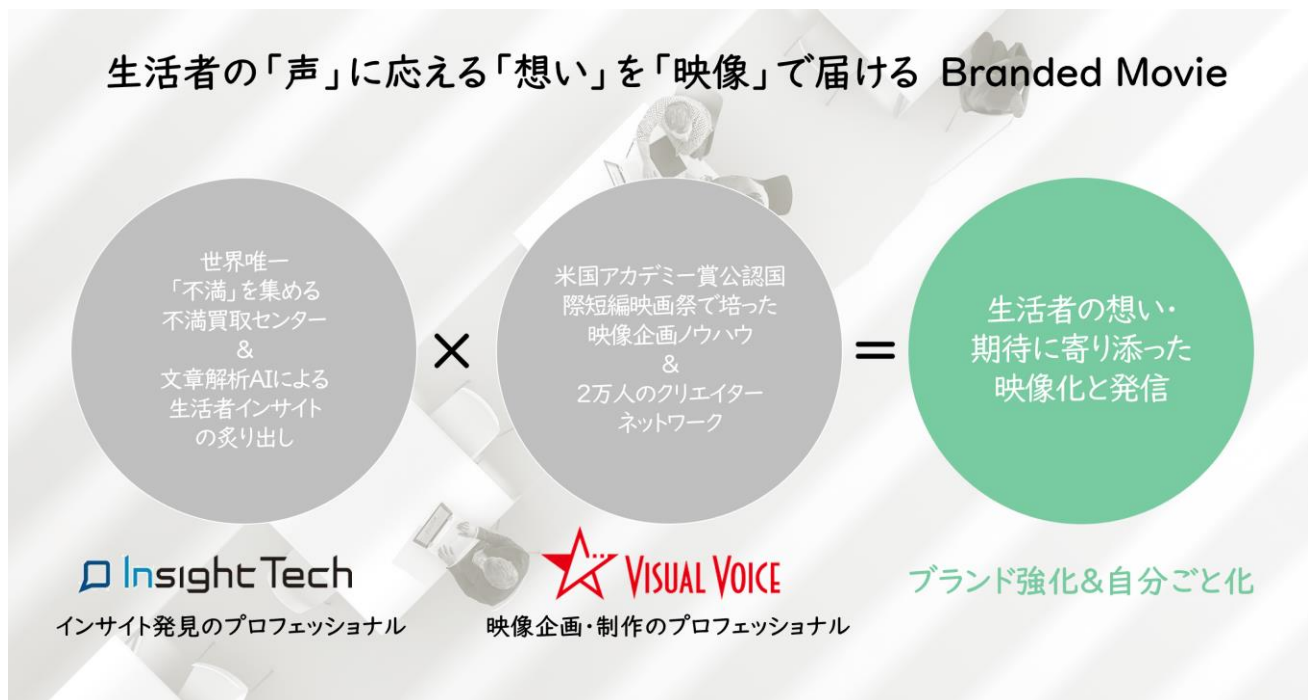 生活者の「声」に応える「想い」を「映像」で届ける Branded Movie
世界唯一
「不満」を集める
不満買取センター
&
文章解析AIによる
生活者インサイト
の炙り出し
×
米国アカデミー賞公認国
際短編映画祭で培った
映像企画ノウハウ
&
2万人のクリエイター
ネットワーク
=
生活者の想い・
期待に寄り添った
映像化と発信
Insight Tech
インサイト発見のプロフェッショナル
VISUAL VOICE
映像企画・制作のプロフェッショナル
ブランド強化&自分ごと化